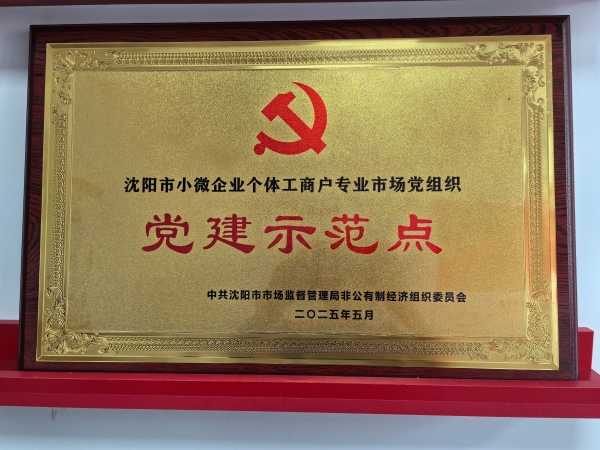 沈阳市小微企业个体工商户专业市场党组织
党建示范点
中共沈阳市市场监督管理局非公有制经济组织委员会
二〇二五年五月